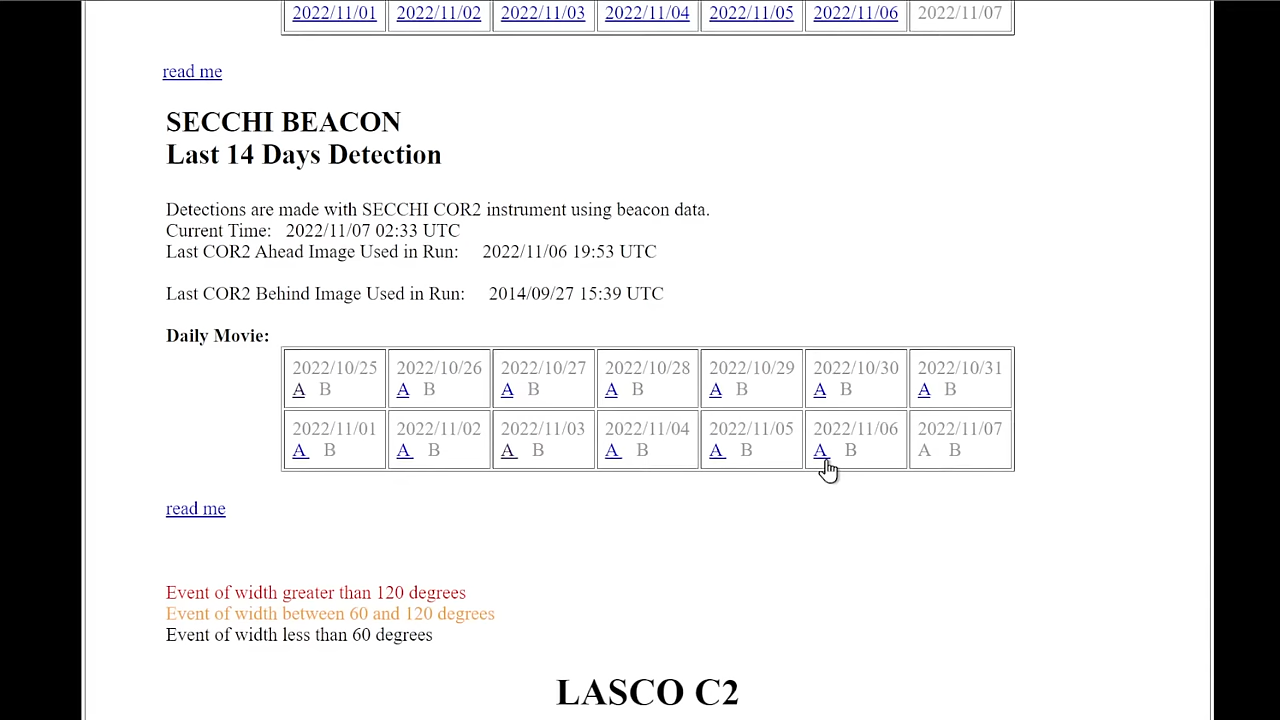 2022/11/01 2022/11/02 2022/11/03 2022/11/04 2022/11/05 2022/11/06 2022/11/07
read me
SECCHI BEACON
Last 14 Days Detection
Detections are made with SECCHI COR2 instrument using beacon data.
Current Time: 2022/11/07 02:33 UTC
Last COR2 Ahead Image Used in Run: 2022/11/06 19:53 UTC
Last COR2 Behind Image Used in Run: 2014/09/27 15:39 UTC
Daily Movie:
2022/10/25 2022/10/26 2022/10/27 2022/10/28 2022/10/29 2022/10/30 2022/10/31
A B A B A B A B A B A B A B
2022/11/01 2022/11/02 2022/11/03 2022/11/04 2022/11/05 2022/11/06 2022/11/07
A B A B A B A B A B A B A B
read me
Event of width greater than 120 degrees
Event of width between 60 and 120 degrees
Event of width less than 60 degrees
LASCO C2